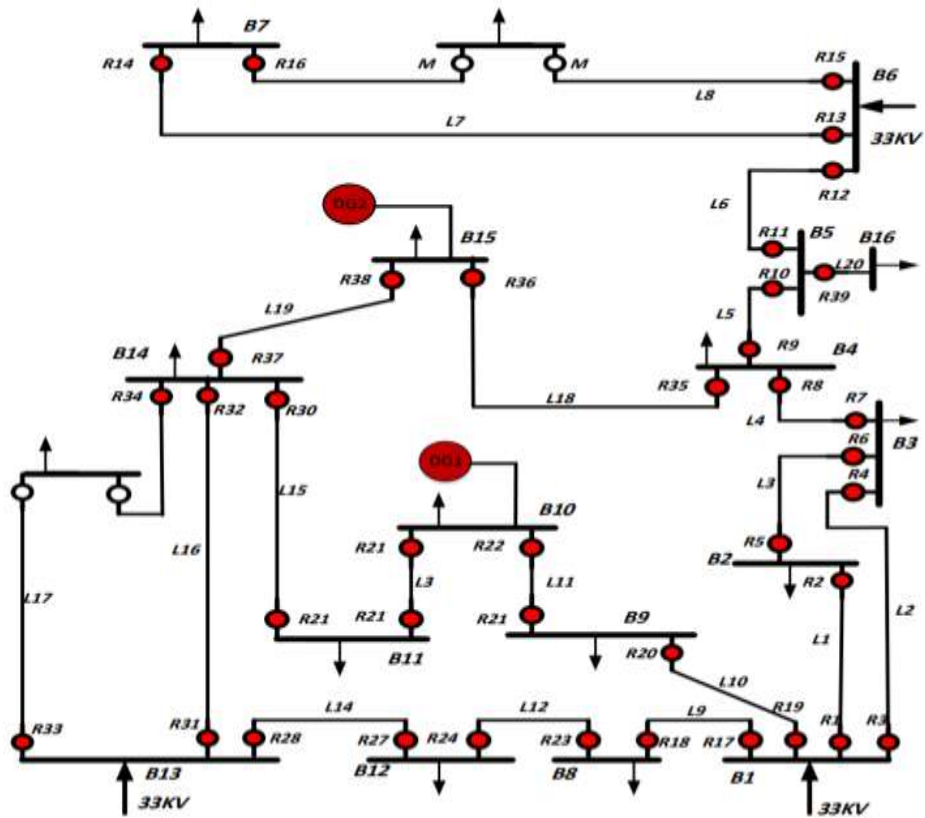 B7
R14
R16
M
M
R15
B6
L8
R13
L7
33KV
R12
L6
DG2
R11
B5
B16
B15
R10
L20
R38
R36
R39
L19
L5
R9
B4
B14
R37
R34
R32
R30
R35
R8
L18
L4
R7
R6
B3
R4
DG1
L15
L3
B10
L16
R21
R22
R5
B2
R2
L17
L3
L11
L2
R21
R21
R21
B9
L1
B11
R20
L10
R33
R31
L14
L12
L9
R19
R1
R3
R28
R27
R24
R23
R18
R17
B13
B12
B8
B1
33KV
33KV